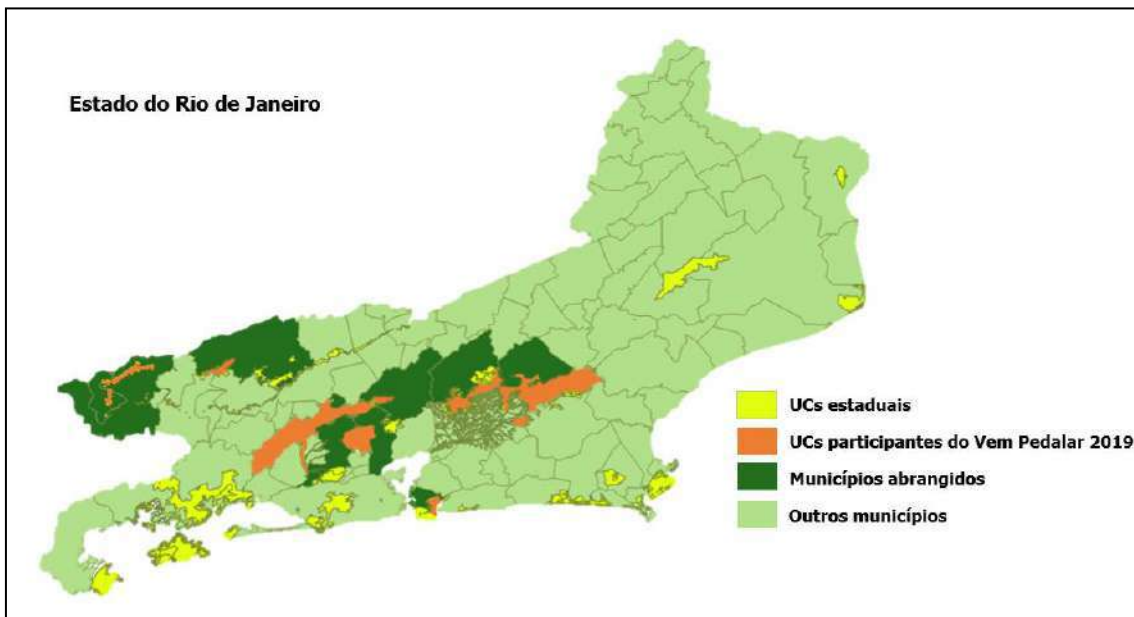 Estado do Rio de Janeiro
UCs estaduais
UCs participantes do Vem Pedalar 2019
Municípios abrangidos
Outros municípios